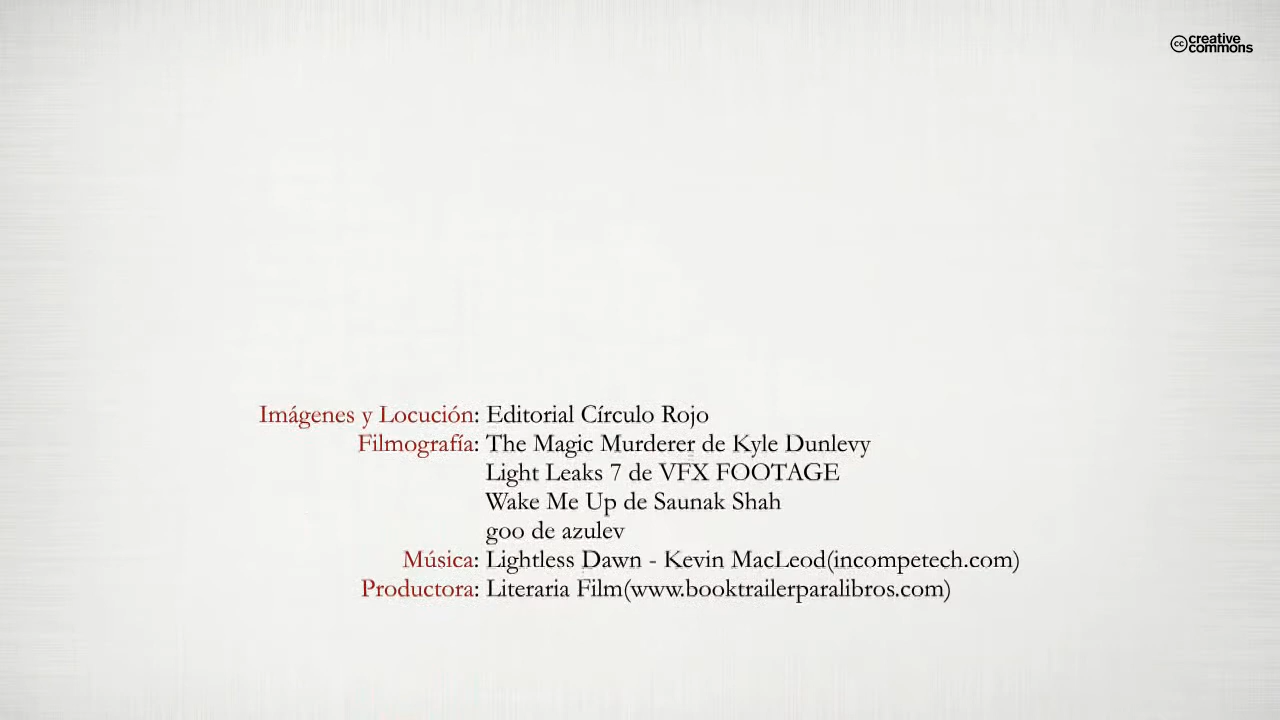 cc creative
commons
Imágenes y Locución: Editorial Círculo Rojo
Filmografía: The Magic Murderer de Kyle Dunlevy
Light Leaks 7 de VFX FOOTAGE
Wake Me Up de Saunak Shah
goo de azulev
Música: Lightless Dawn - Kevin MacLeod(incompetech.com)
Productora: Literaria Film(www.booktrailerparalibros.com)